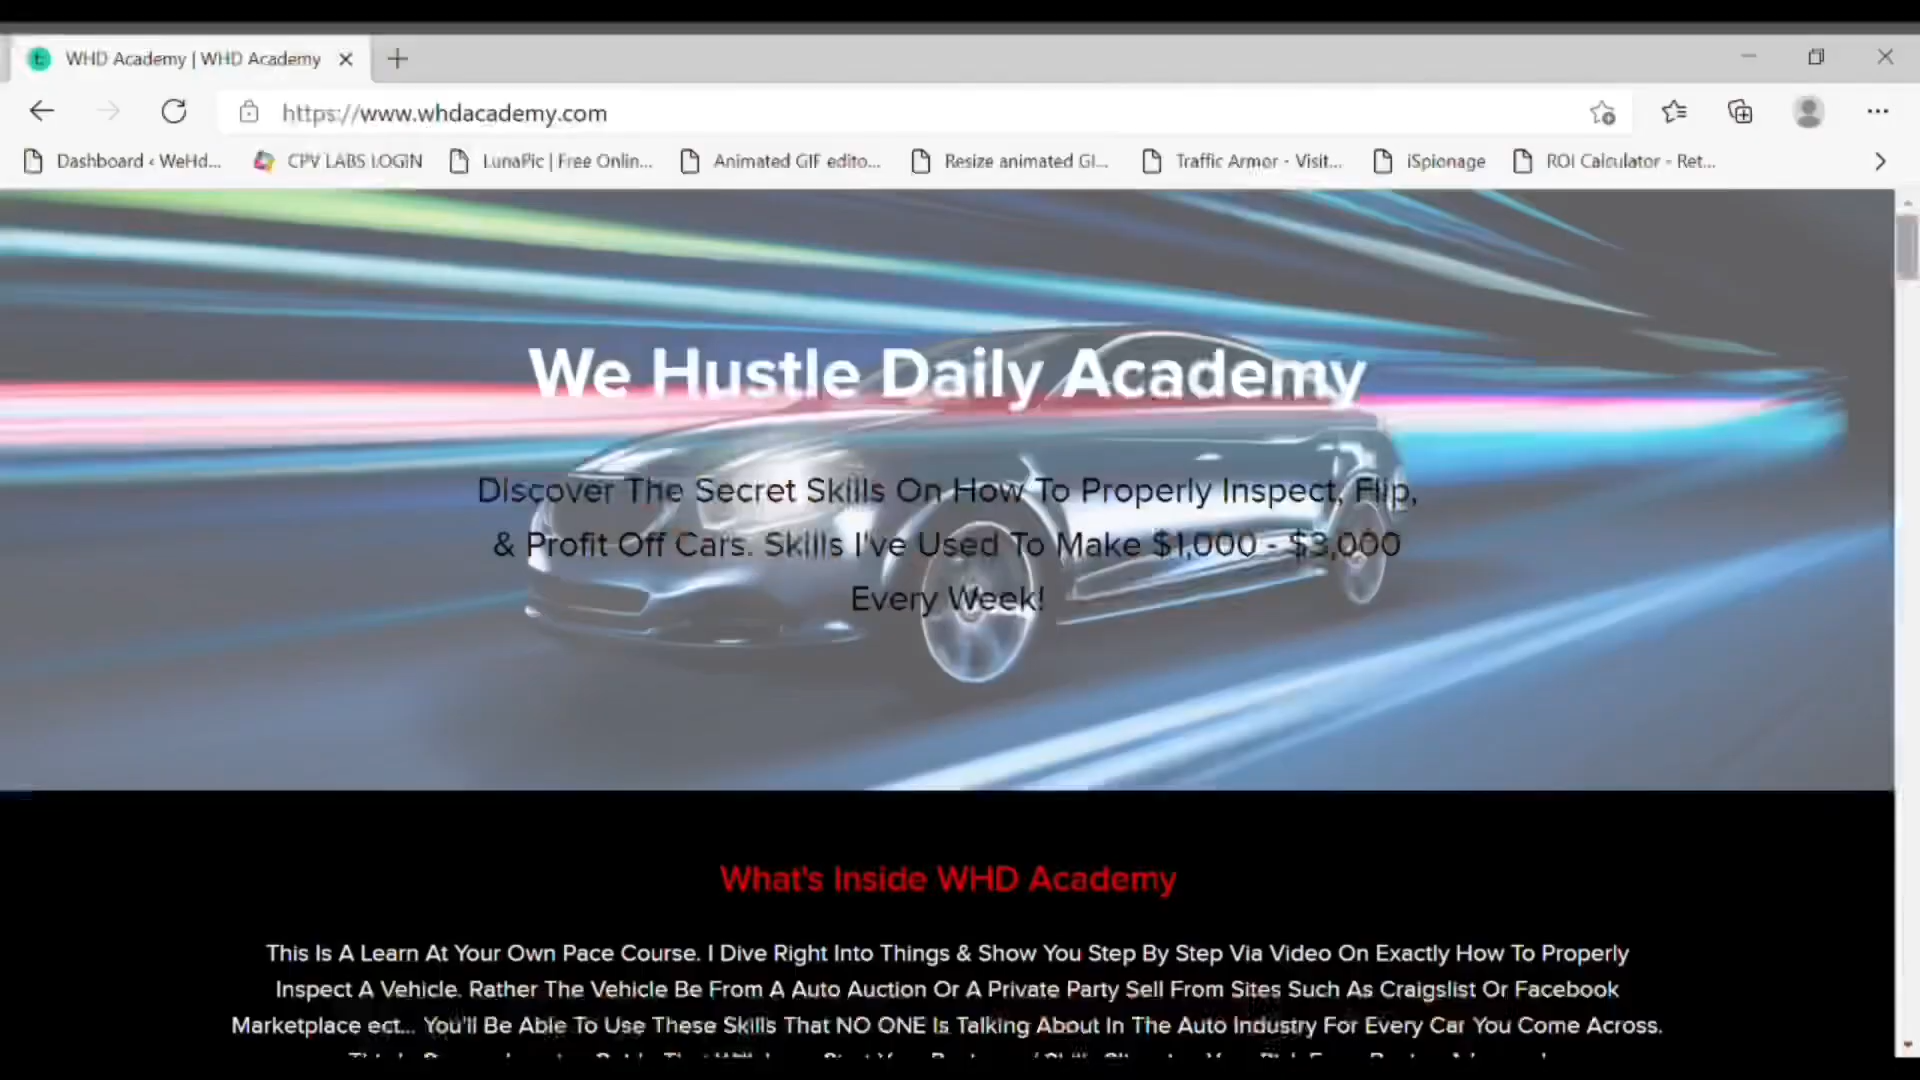 WHD Academy | WHD Academy
https://www.whdacademy.com
Dashboard ‹ WeHd... CPV LABS LOGIN LunaPic | Free Onlin... Animated GIF edito... Resize animated GI... Traffic Armor - Visit... iSpionage ROI Calculator - Ret...
We Hustle Daily Academy
Discover The Secret Skills On How To Properly Inspect, Flip,
& Profit Off Cars. Skills I've Used To Make $1,000 - $3,000
Every Week!
What's Inside WHD Academy
This Is A Learn At Your Own Pace Course. I Dive Right Into Things & Show You Step By Step Via Video On Exactly How To Properly
Inspect A Vehicle. Rather The Vehicle Be From A Auto Auction Or A Private Party Sell From Sites Such As Craigslist Or Facebook
Marketplace ect... You'll Be Able To Use These Skills That NO ONE Is Talking About In The Auto Industry For Every Car You Come Across.